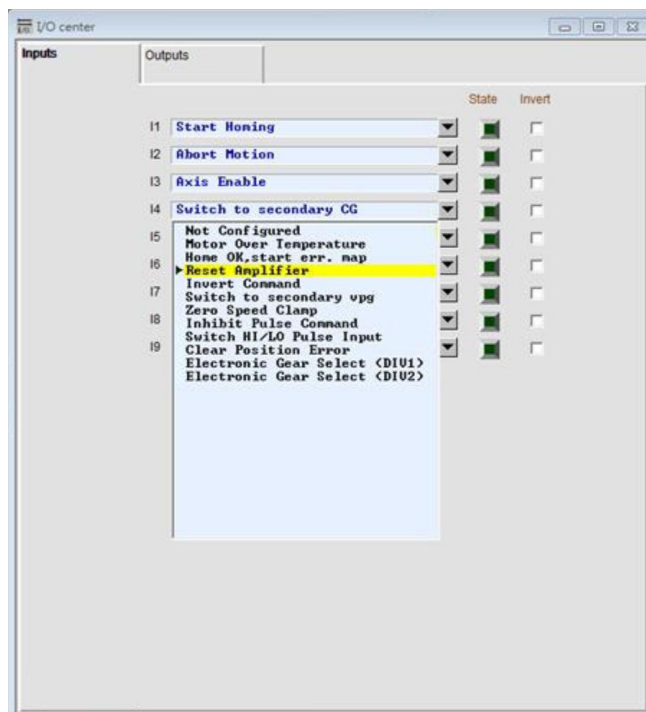 I/O center
Inputs Outputs
State Invert
I1 Start Homing
I2 Abort Motion
I3 Axis Enable
I4 Switch to secondary CG
I5
I6
I7
I8
I9
Not Configured
Motor Over Temperature
Home OK,start err. map
Reset Amplifier
Invert Command
Switch to secondary vpg
Zero Speed Clamp
Inhibit Pulse Command
Switch HI/LO Pulse Input
Clear Position Error
Electronic Gear Select (DIV1)
Electronic Gear Select (DIV2)